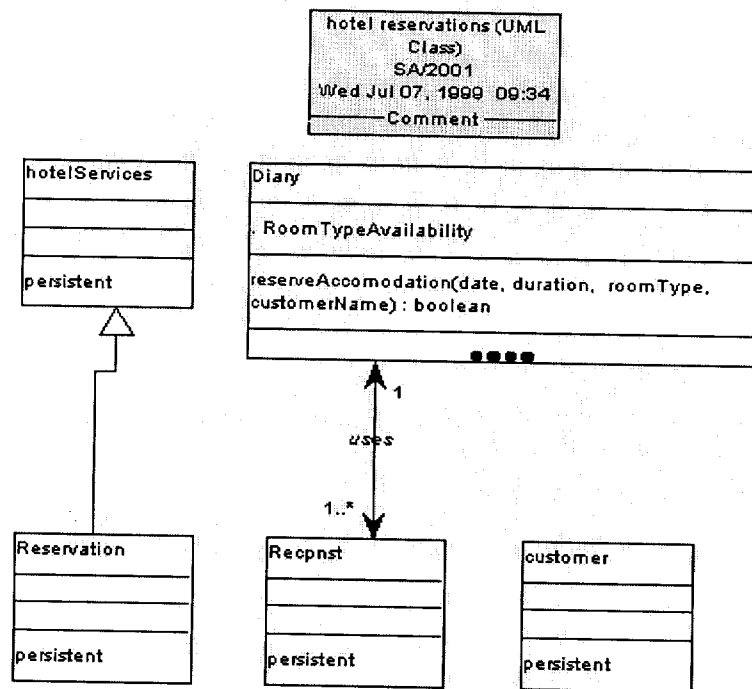 hotel reservations (UML
Class)
SA/2001
Wed Jul 07, 1999 09:34
Comment
hotelServices
persistent
Diary
. RoomTypeAvailability
reserveAccomodation(date, duration, roomType,
customerName) : boolean
1
uses
1..*
Reservation
persistent
Recpnst
persistent
customer
persistent